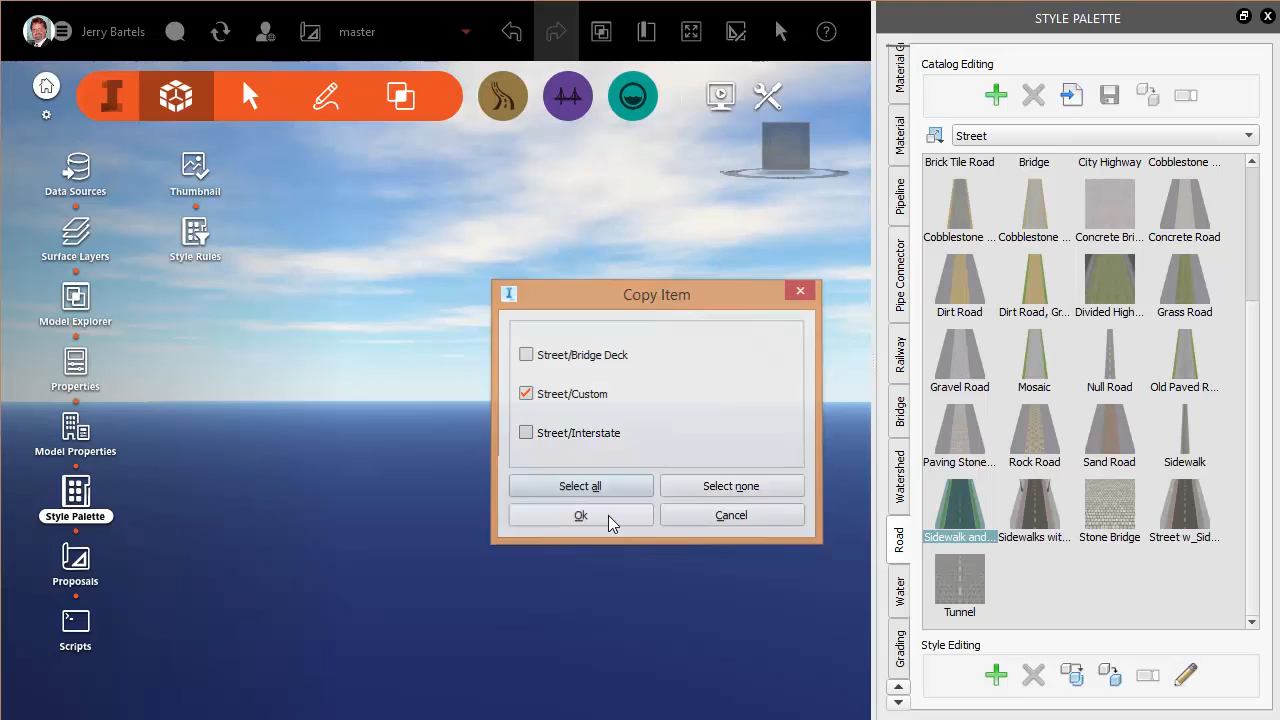 Jerry Bartels
master
?
STYLE PALETTE
Catalog Editing
Street
Brick Tile Road
Bridge
City Highway
Cobblestone ...
Cobblestone ...
Cobblestone ...
Concrete Bri...
Concrete Road
Dirt Road
Dirt Road, Gr...
Divided High...
Grass Road
Gravel Road
Mosaic
Null Road
Old Paved R...
Paving Stone...
Rock Road
Sand Road
Sidewalk
Sidewalk and...
Sidewalks wit...
Stone Bridge
Street w_Sid...
Tunnel
Style Editing
Material
Pipeline
Pipe Connector
Railway
Bridge
Watershed
Road
Water
Grading
Data Sources
Thumbnail
Surface Layers
Style Rules
Model Explorer
Properties
Model Properties
Style Palette
Proposals
Scripts
Copy Item
Street/Bridge Deck
Street/Custom
Street/Interstate
Select all
Select none
Ok
Cancel